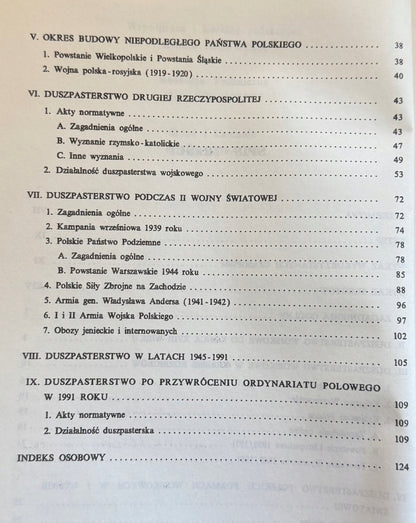 V. OKRES BUDOWY NIEPODLEGŁEGO PAŃSTWA POLSKIEGO . . . . . . . . . . . . 38
1. Powstanie Wielkopolskie i Powstania Śląskie . . . . . . . . . . . . 38
2. Wojna polska-rosyjska (1919-1920) . . . . . . . . . . . . 40
VI. DUSZPASTERSTWO DRUGIEJ RZECZYPOSPOLITEJ . . . . . . . . . . . . 43
1. Akty normatywne . . . . . . . . . . . . 43
A. Zagadnienia ogólne . . . . . . . . . . . . 43
B. Wyznanie rzymsko-katolickie . . . . . . . . . . . . 47
C. Inne wyznania . . . . . . . . . . . . 49
2. Działalność duszpasterstwa wojskowego . . . . . . . . . . . . 53
VII. DUSZPASTERSTWO PODCZAS II WOJNY ŚWIATOWEJ . . . . . . . . . . . . 72
1. Zagadnienia ogólne . . . . . . . . . . . . 72
2. Kampania wrześniowa 1939 roku . . . . . . . . . . . . 74
3. Polskie Państwo Podziemne . . . . . . . . . . . . 78
A. Zagadnienia ogólne . . . . . . . . . . . . 78
B. Powstanie Warszawskie 1944 roku . . . . . . . . . . . . 85
4. Polskie Siły Zbrojne na Zachodzie . . . . . . . . . . . . 88
5. Armia gen. Władysława Andersa (1941-1942) . . . . . . . . . . . . 96
6. I i II Armia Wojska Polskiego . . . . . . . . . . . . 97
7. Obozy jenieckie i internowanych . . . . . . . . . . . . 102
VIII. DUSZPASTERSTWO W LATACH 1945-1991 . . . . . . . . . . . . 105
IX. DUSZPASTERSTWO PO PRZYWRÓCENIU ORDYNARIATU POLOWEGO
W 1991 ROKU . . . . . . . . . . . . 109
1. Akty normatywne . . . . . . . . . . . . 109
2. Działalność duszpasterska . . . . . . . . . . . . 109
INDEKS OSOBOWY . . . . . . . . . . . . 124